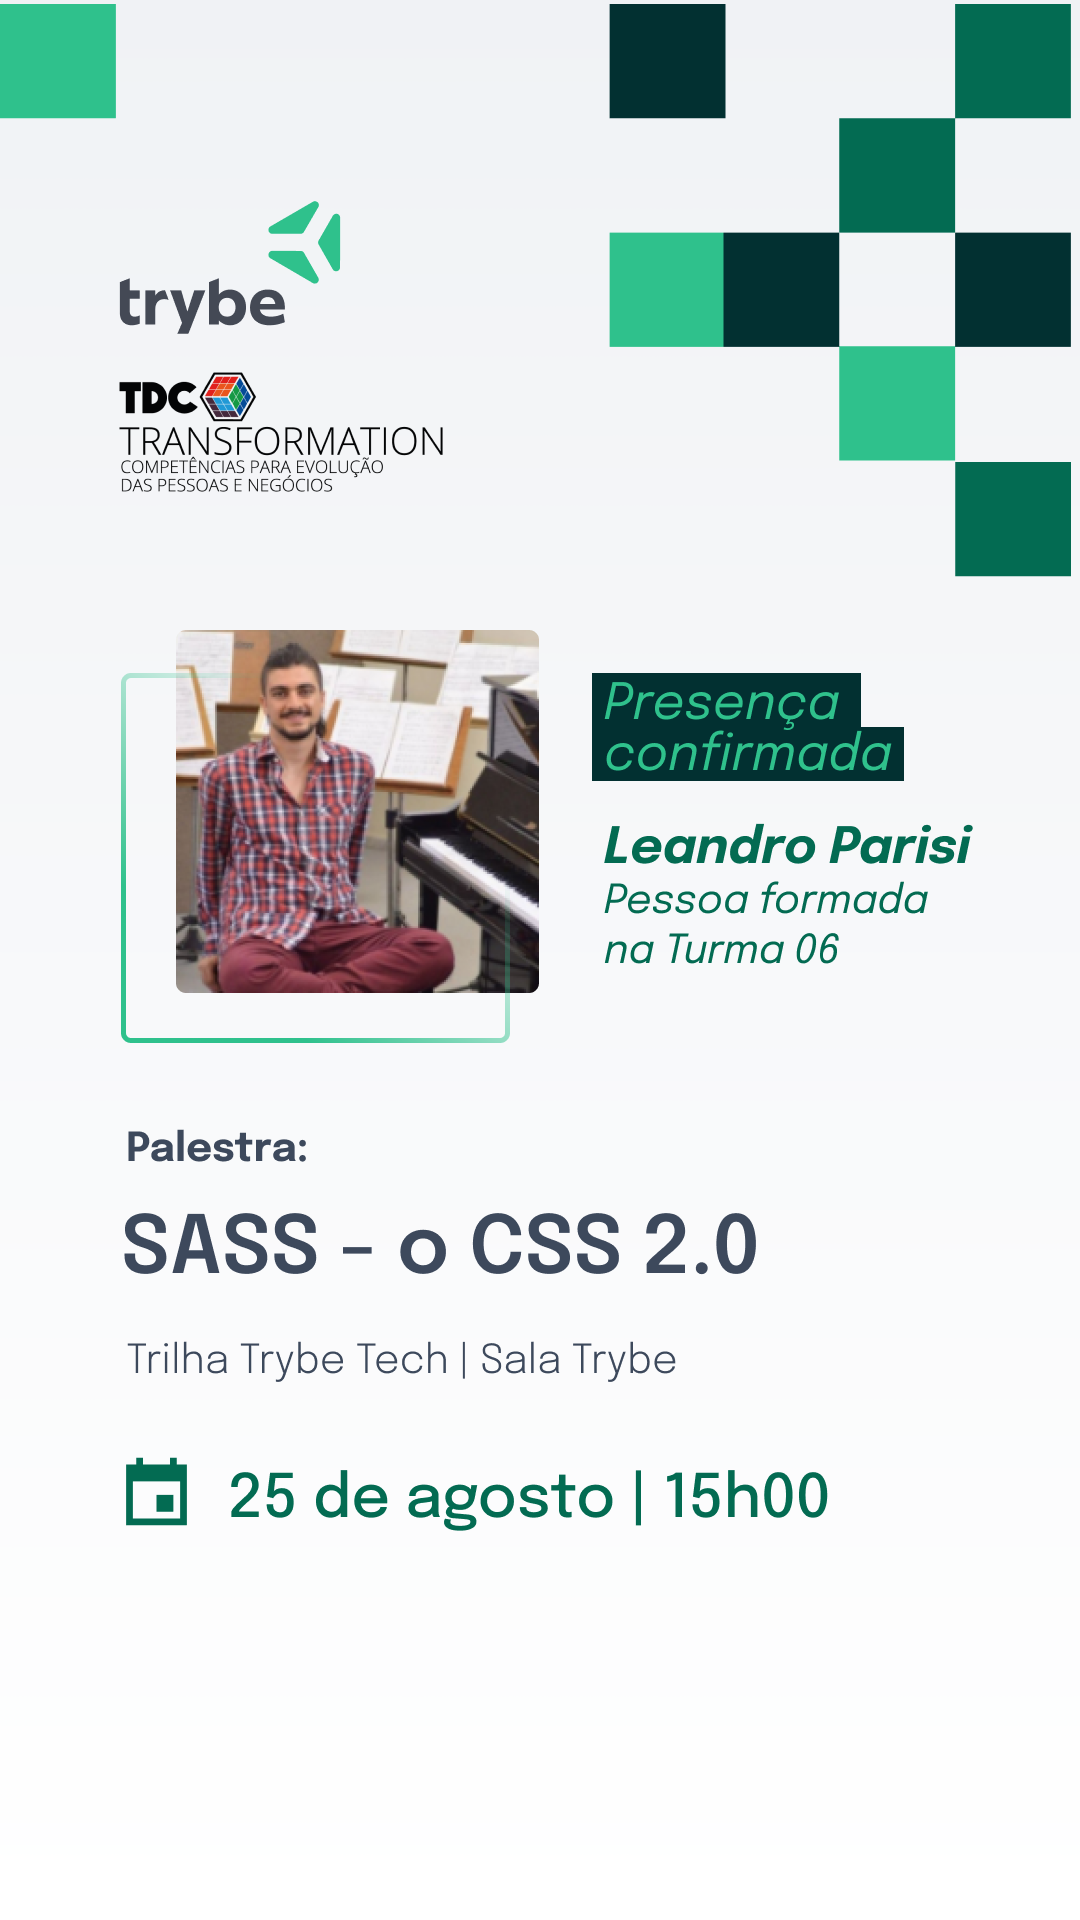 trybe
TDC
TRANSFORMATION
COMPETÊNCIAS PARA EVOLUÇÃO
DAS PESSOAS E NEGÓCIOS
Presença
confirmada
Leandro Parisi
Pessoa formada
na Turma 06
Palestra:
SASS - o CSS 2.0
Trilha Trybe Tech | Sala Trybe
25 de agosto | 15h00